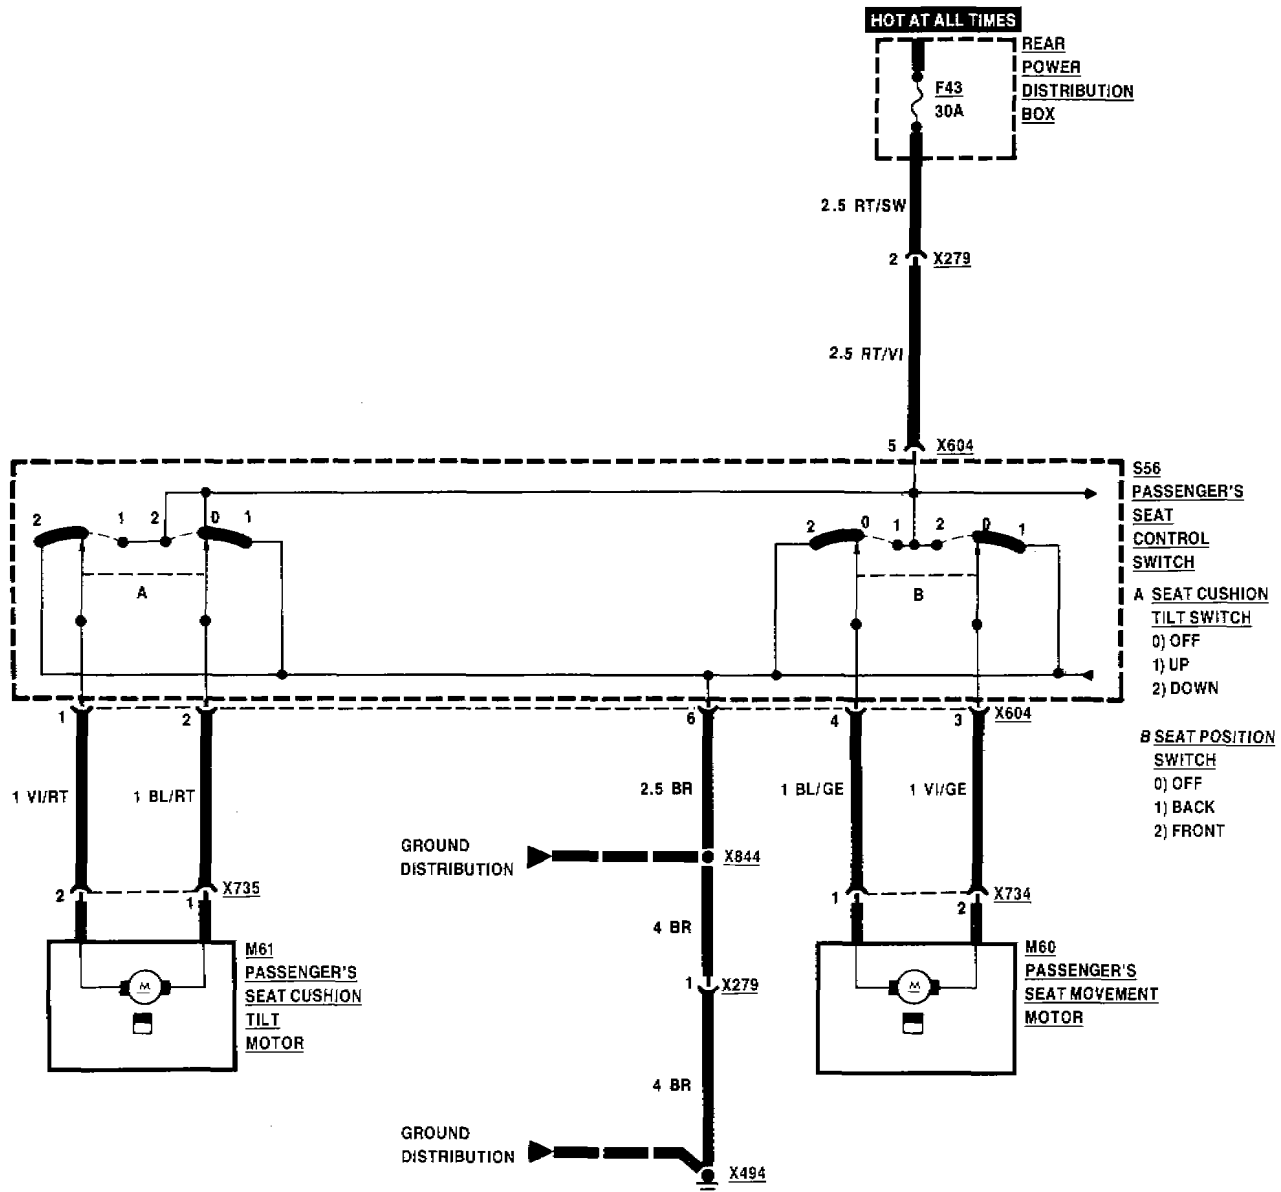 HOT AT ALL TIMES
REAR
POWER
DISTRIBUTION
BOX
F43
30A
2.5 RT/SW
2 X279
2.5 RT/VI
5 X604
S56
PASSENGER'S
SEAT
CONTROL
SWITCH
A SEAT CUSHION
TILT SWITCH
0) OFF
1) UP
2) DOWN
B SEAT POSITION
SWITCH
0) OFF
1) BACK
2) FRONT
2 1 2 0 1
A
2 0 1 2 0 1
B
1 2 6 4 3 X604
1 VI/RT
1 BL/RT
2.5 BR
1 BL/GE
1 VI/GE
GROUND
DISTRIBUTION
X844
2 1 X735
1 2 X734
4 BR
M61
PASSENGER'S
SEAT CUSHION
TILT
MOTOR
M
1 X279
M60
PASSENGER'S
SEAT MOVEMENT
MOTOR
M
4 BR
GROUND
DISTRIBUTION
X494